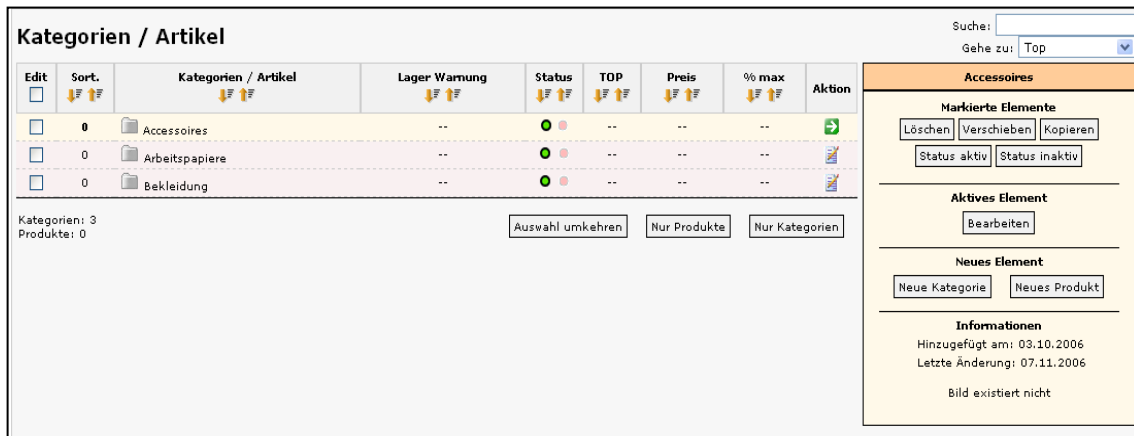 Kategorien / Artikel
Suche:
Gehe zu: Top
Edit Sort. Kategorien / Artikel Lager Warnung Status TOP Preis % max Aktion
0 Accessoires -- -- -- --
0 Arbeitspapiere -- -- -- --
0 Bekleidung -- -- -- --
Kategorien: 3
Produkte: 0
Auswahl umkehren Nur Produkte Nur Kategorien
Accessoires
Markierte Elemente
Löschen Verschieben Kopieren
Status aktiv Status inaktiv
Aktives Element
Bearbeiten
Neues Element
Neue Kategorie Neues Produkt
Informationen
Hinzugefügt am: 03.10.2006
Letzte Änderung: 07.11.2006
Bild existiert nicht